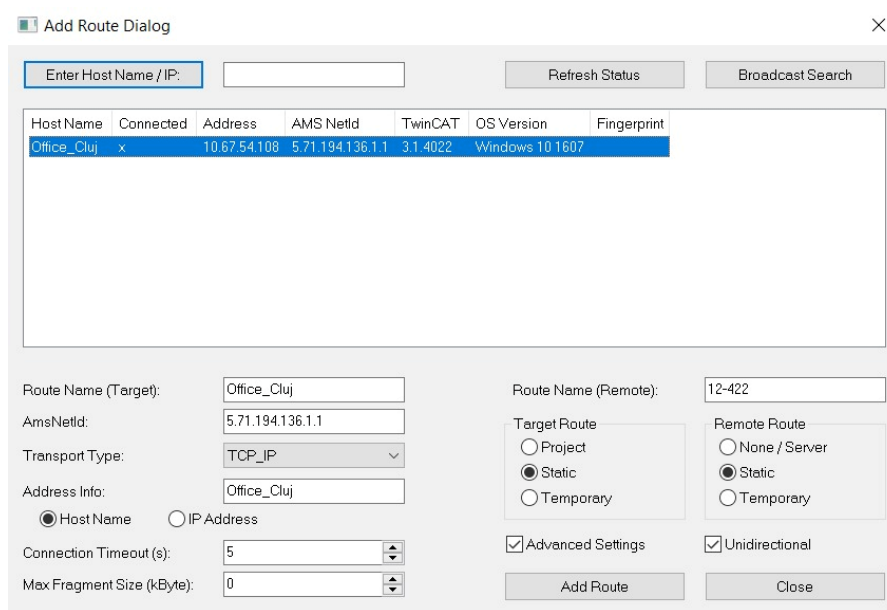 Add Route Dialog
Enter Host Name / IP: Refresh Status Broadcast Search
Host Name Connected Address AMS NetId TwinCAT OS Version Fingerprint
Office_Cluj x 10.67.54.108 5.71.194.136.1.1 3.1.4022 Windows 10 1607
Route Name (Target): Office_Cluj Route Name (Remote): 12-422
AmsNetId: 5.71.194.136.1.1 Target Route Remote Route
Project None / Server
Transport Type: TCP_IP
Static Static
Address Info: Office_Cluj Temporary Temporary
Host Name IP Address
Connection Timeout (s): 5 Advanced Settings Unidirectional
Max Fragment Size (kByte): 0 Add Route Close